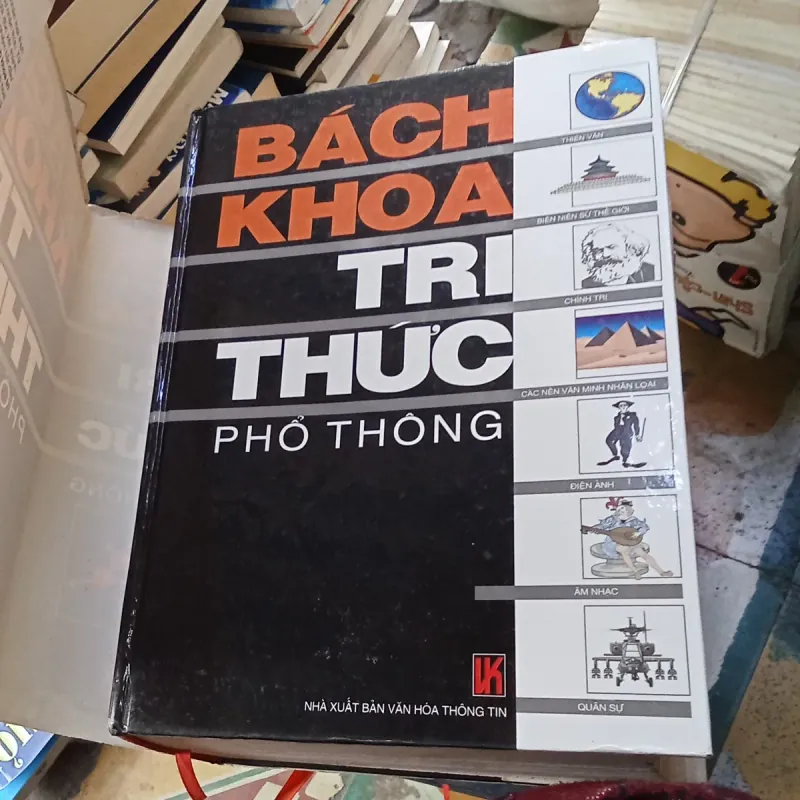 BÁCH
KHOA
TRI
THỨC
PHỔ THÔNG
THIÊN VĂN
BIÊN NIÊN SỬ THẾ GIỚI
CHÍNH TRỊ
CÁC NỀN VĂN MINH NHÂN LOẠI
ĐIỆN ẢNH
ÂM NHẠC
QUÂN SỰ
VK
NHÀ XUẤT BẢN VĂN HÓA THÔNG TIN